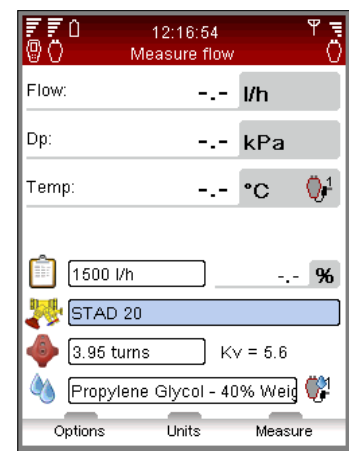 12:16:54
Measure flow
Flow: -.- l/h
Dp: -.- kPa
Temp: -.- °C 1
1500 l/h -.- %
STAD 20
3.95 turns Kv = 5.6
Propylene Glycol - 40% Weig 1
Options Units Measure